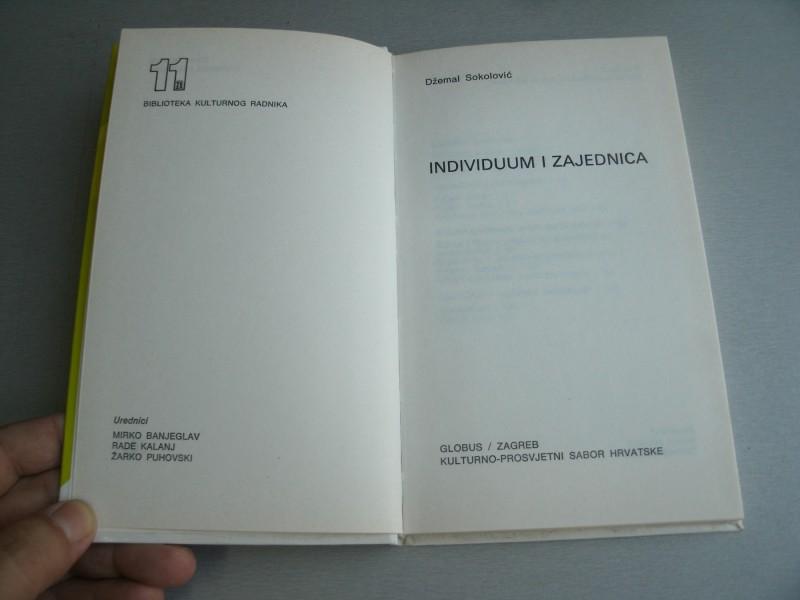 11
BIBLIOTEKA KULTURNOG RADNIKA
Urednici
MIRKO BANJEGLAV
RADE KALANJ
ŽARKO PUHOVSKI
Džemal Sokolović
INDIVIDUUM I ZAJEDNICA
GLOBUS / ZAGREB
KULTURNO-PROSVJETNI SABOR HRVATSKE